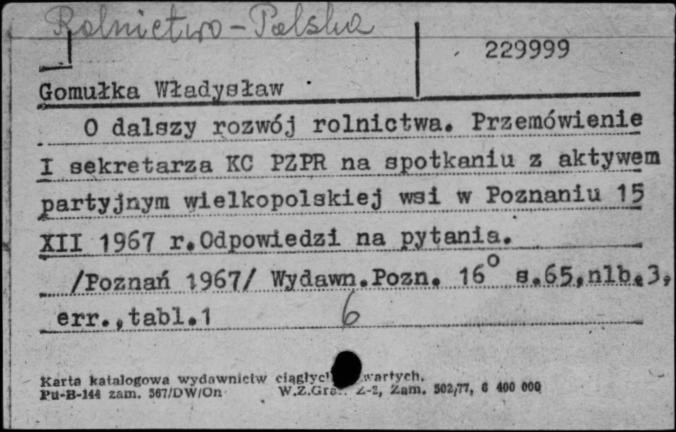 Rolnictwo - Polska
229999
Gomułka Władysław
O dalszy rozwój rolnictwa. Przemówienie
I sekretarza KC PZPR na spotkaniu z aktywem
partyjnym wielkopolskiej wsi w Poznaniu 15
XII 1967 r.Odpowiedzi na pytania.
/Poznań 1967/ Wydawn.Pozn. 16° s.65,nlb.3,
err.,tabl.1
6
Karta katalogowa wydawnictw
Pu-B-144 zam. 567/DW/On W.Z.Gra Z-2, Zam. 502/77, 6 400 000